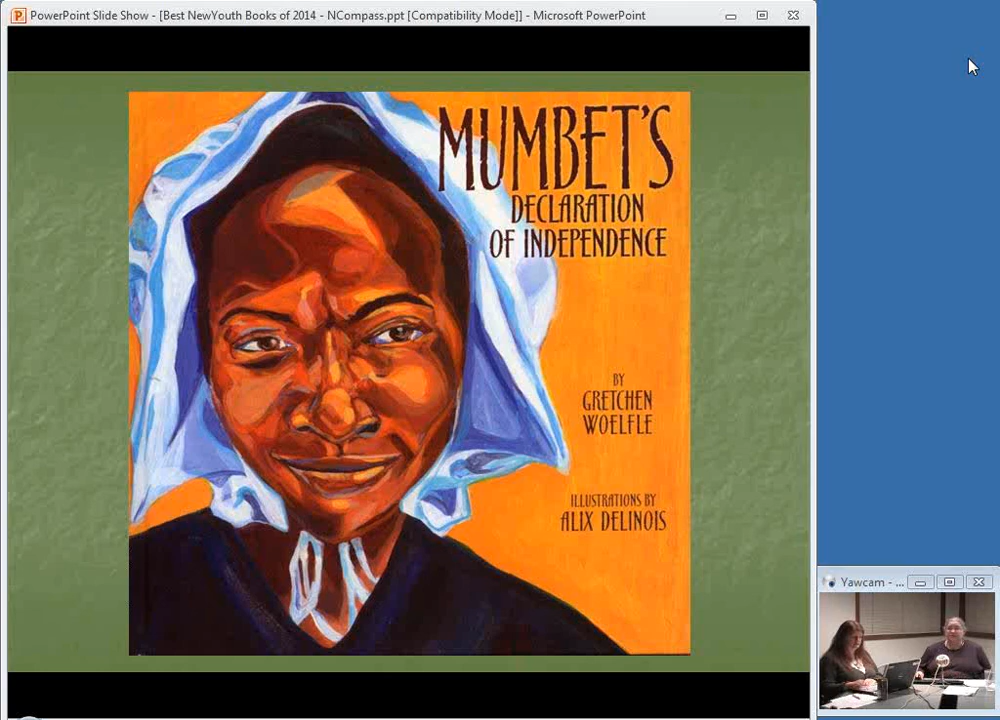 PowerPoint Slide Show - [Best NewYouth Books of 2014 - NCompass.ppt [Compatibility Mode]] - Microsoft PowerPoint
MUMBET'S
DECLARATION
OF INDEPENDENCE
BY
GRETCHEN
WOELFLE
ILLUSTRATIONS BY
ALIX DELINOIS
Yawcam - ...